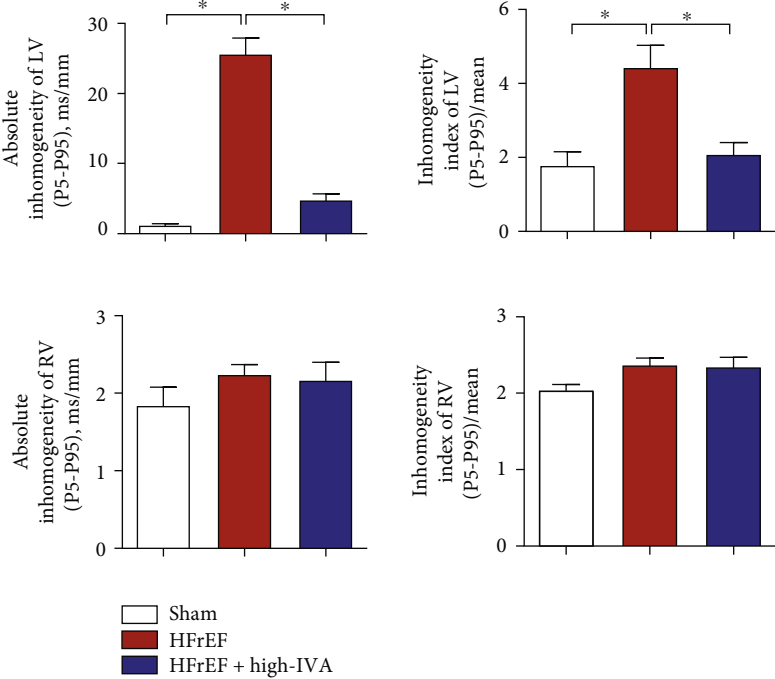 Absolute
inhomogeneity of LV
(P5-P95), ms/mm
30
20
10
0
*
*
Inhomogeneity
index of LV
(P5-P95)/mean
6
4
2
0
*
*
Absolute
inhomogeneity of RV
(P5-P95), ms/mm
3
2
1
0
Inhomogeneity
index of RV
(P5-P95)/mean
3
2
1
0
Sham
HFrEF
HFrEF + high-IVA